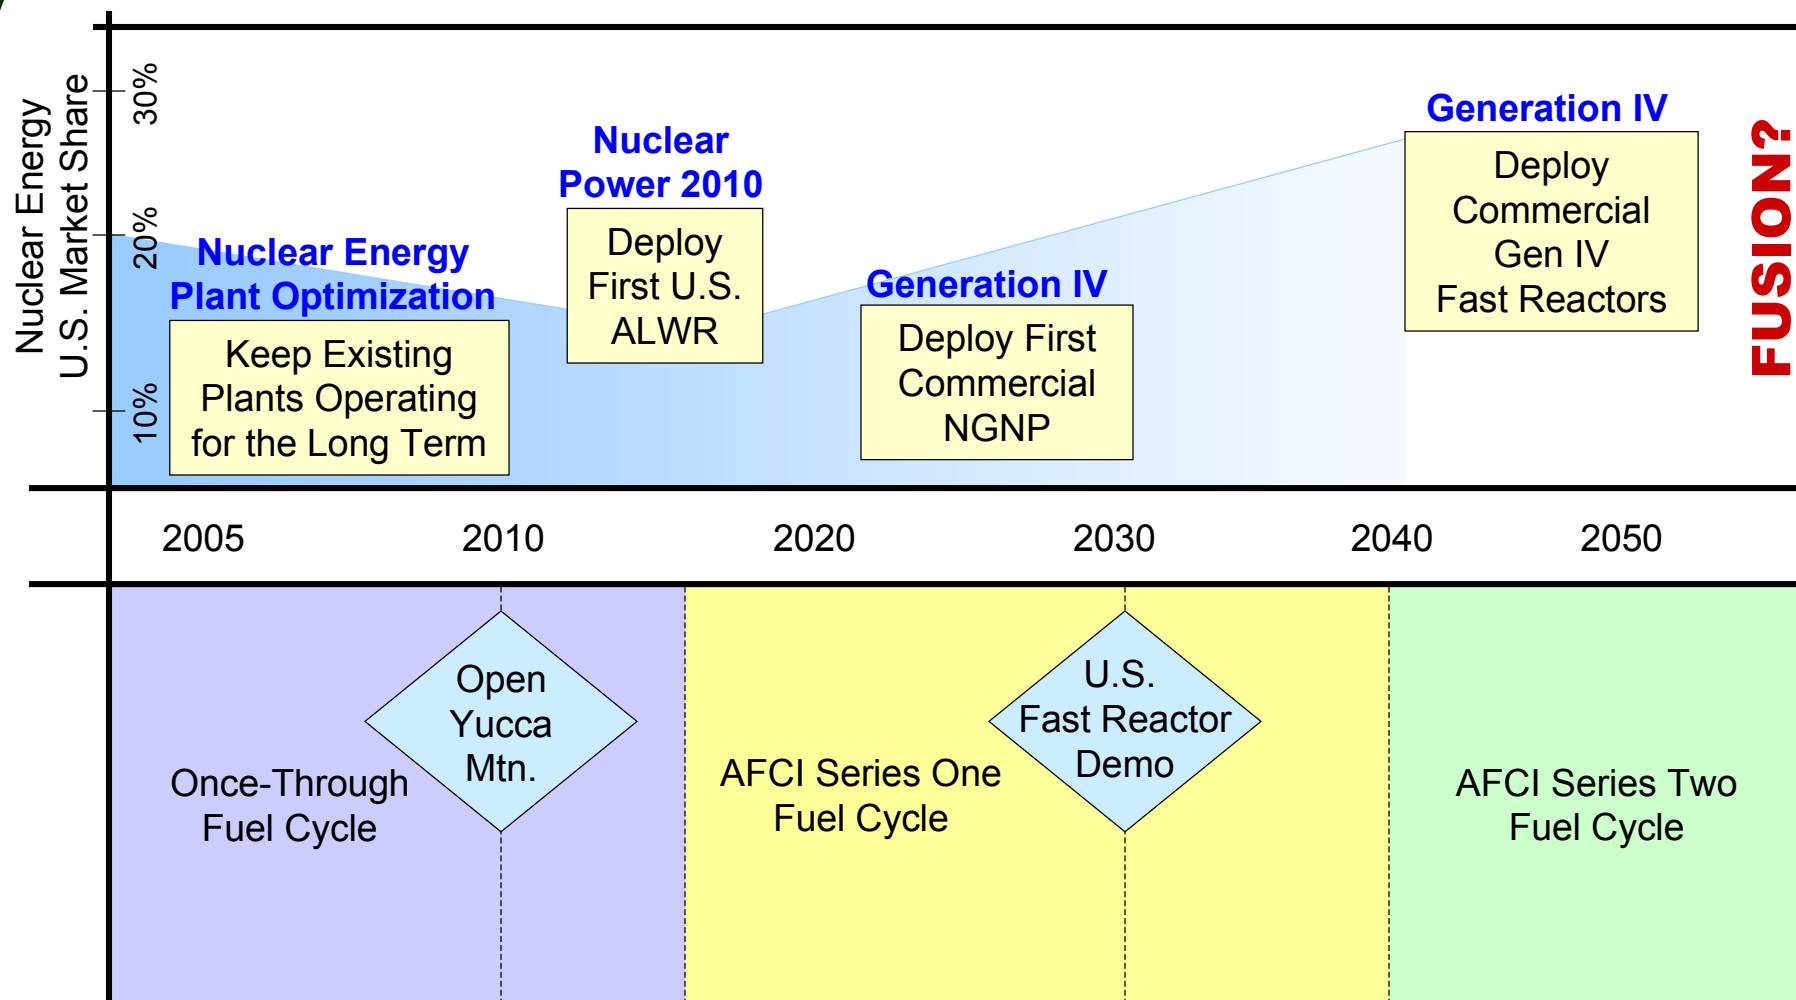 Nuclear Energy
U.S. Market Share
30%
20%
10%
Nuclear Energy
Plant Optimization
Keep Existing
Plants Operating
for the Long Term
Nuclear
Power 2010
Deploy
First U.S.
ALWR
Generation IV
Deploy First
Commercial
NGNP
Generation IV
Deploy
Commercial
Gen IV
Fast Reactors
FUSION?
2005 2010 2020 2030 2040 2050
Once-Through
Fuel Cycle
Open
Yucca
Mtn.
AFCI Series One
Fuel Cycle
U.S.
Fast Reactor
Demo
AFCI Series Two
Fuel Cycle